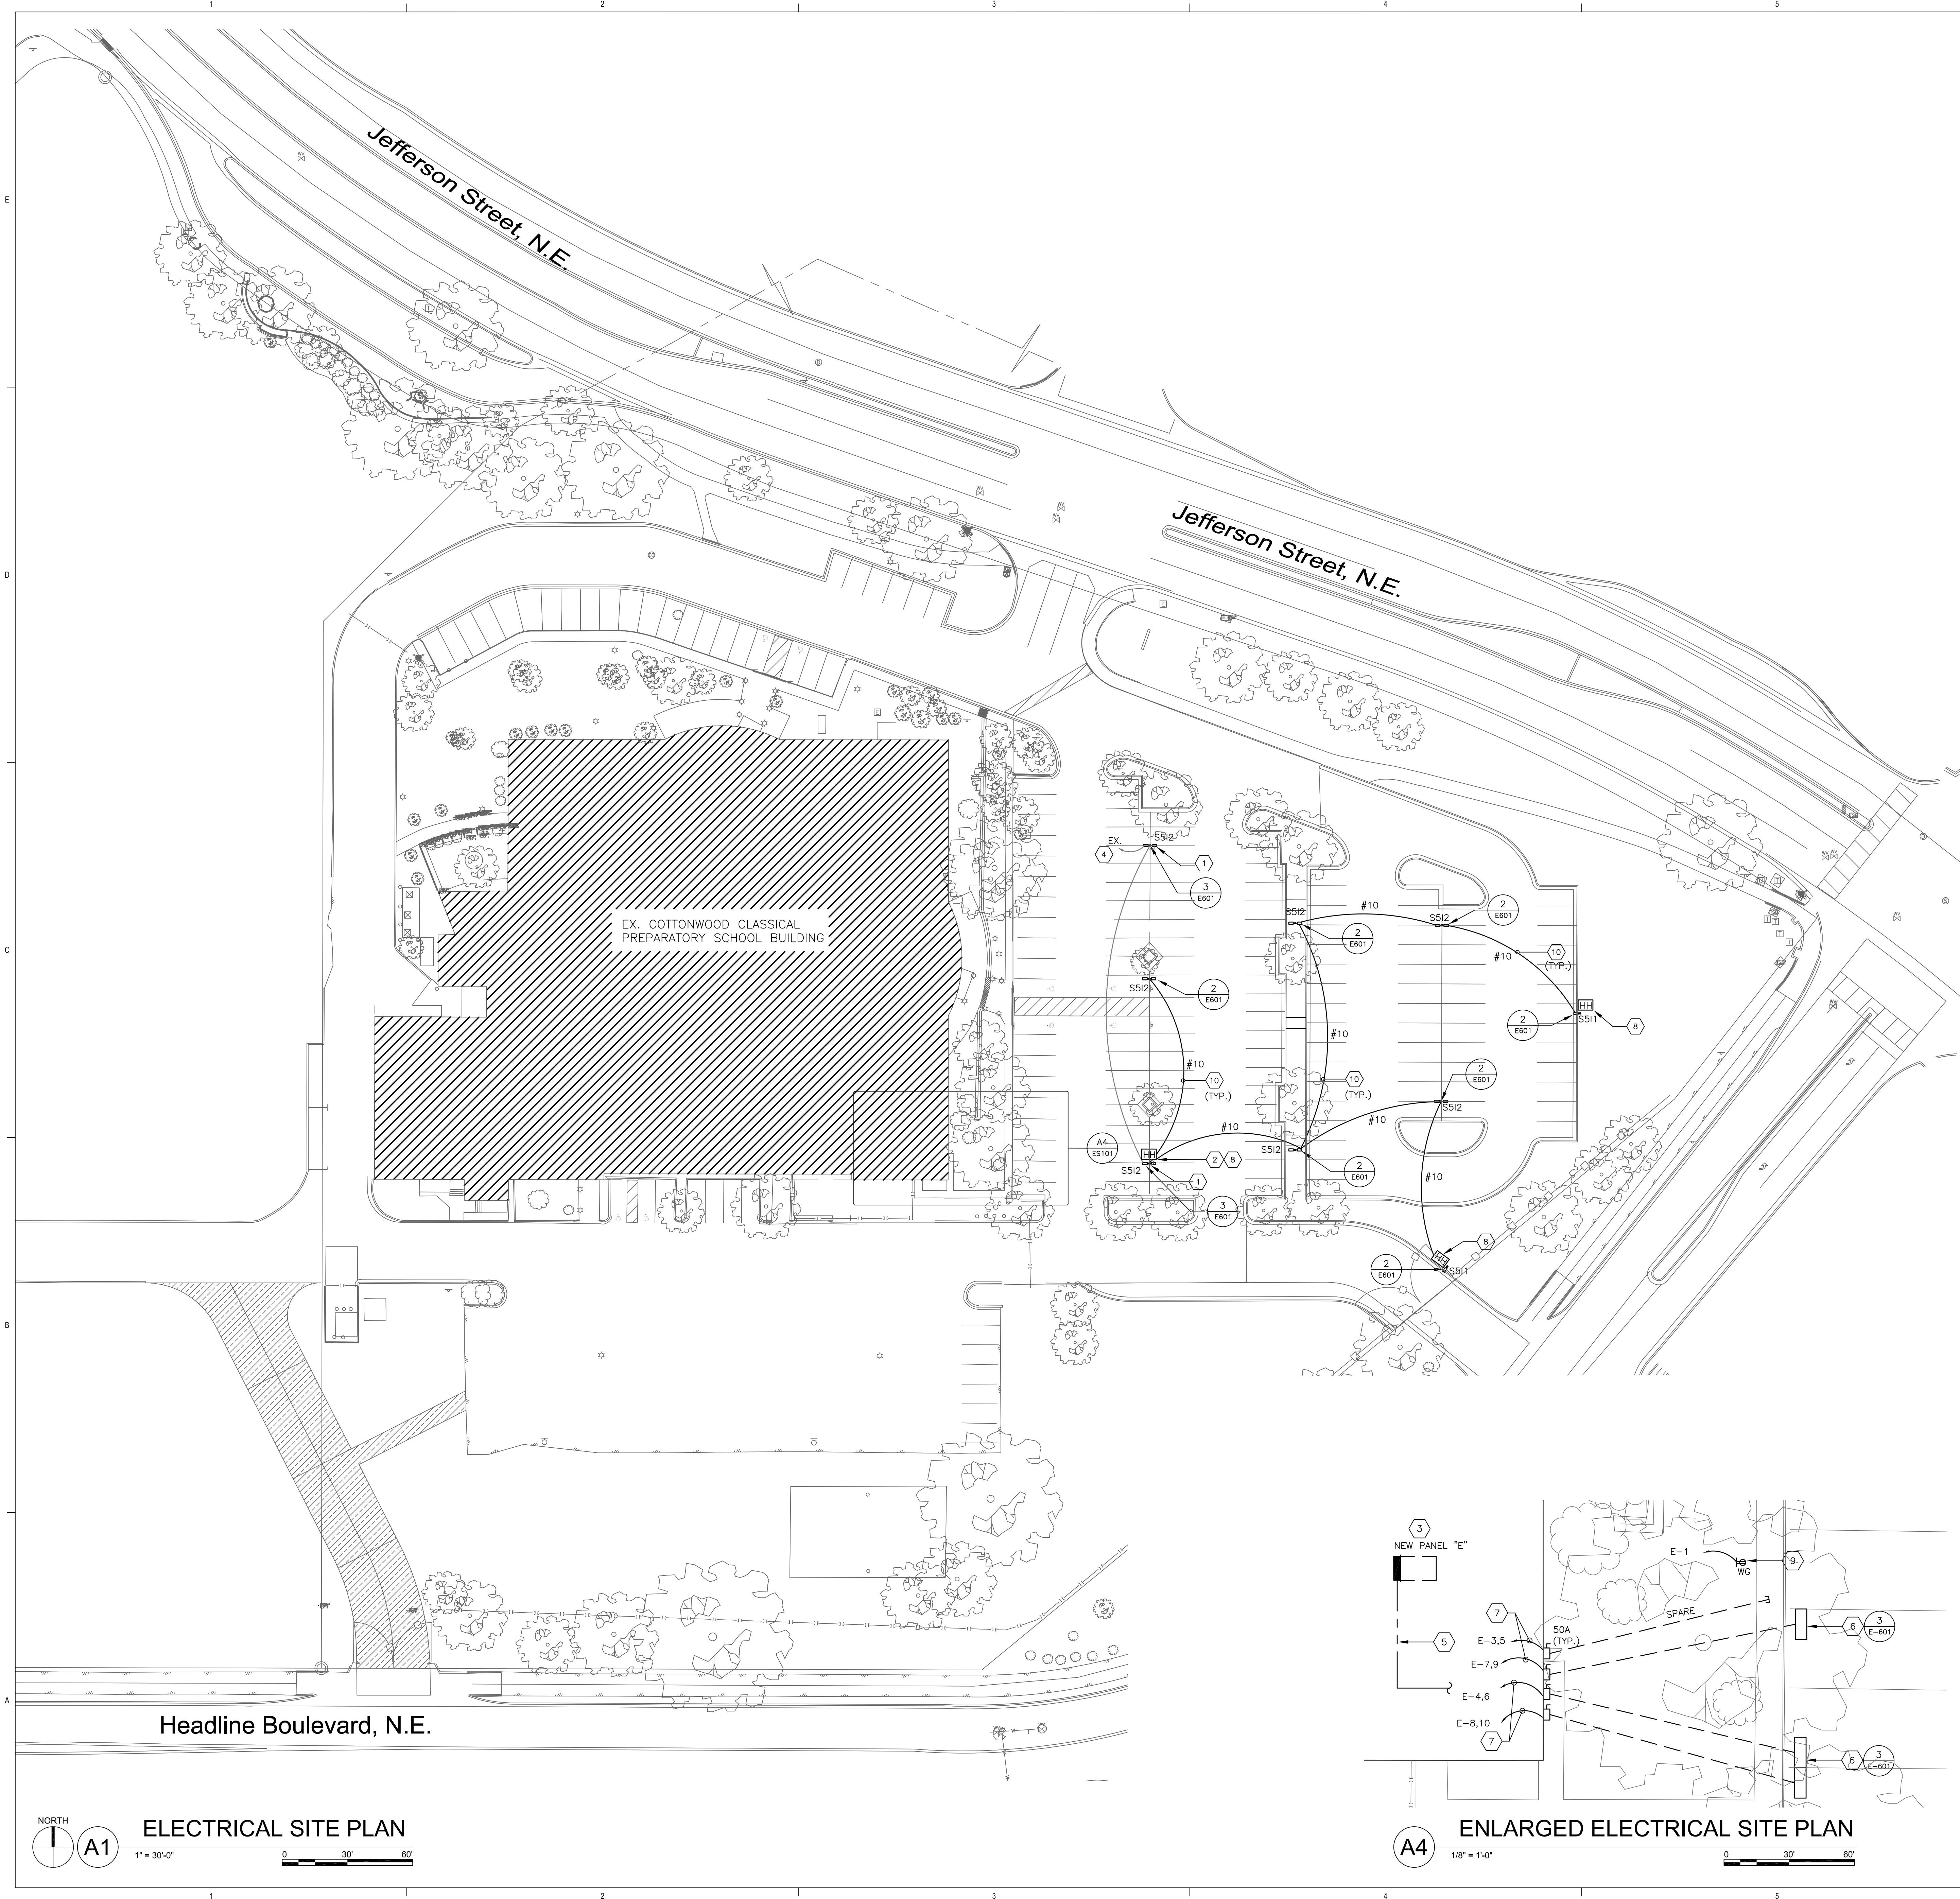 1
2
3
4
5
E
D
C
B
A
Jefferson Street, N.E.
Jefferson Street, N.E.
EX. COTTONWOOD CLASSICAL
PREPARATORY SCHOOL BUILDING
E
E
EX.
4
S5I2
1
3
E601
S5I2
2
E601
#10
S5I2
2
E601
#10
10
(TYP.)
HH
S5I1
2
E601
8
S5I2
2
E601
#10
10
(TYP.)
#10
10
(TYP.)
2
E601
S5I2
#10
#10
A4
ES101
HH
S5I2
2
8
1
3
E601
S5I2
2
E601
#10
8
HH
S5I1
2
E601
T
T
T
T
Headline Boulevard, N.E.
3
NEW PANEL "E"
E-1
WG
9
SPARE
7
50A
(TYP.)
E-3,5
5
E-7,9
E-4,6
E-8,10
7
6
3
E-601
6
3
E-601
NORTH
A1
ELECTRICAL SITE PLAN
1" = 30'-0"
0 30' 60'
A4
ENLARGED ELECTRICAL SITE PLAN
1/8" = 1'-0"
0 30' 60'
1
2
3
4
5